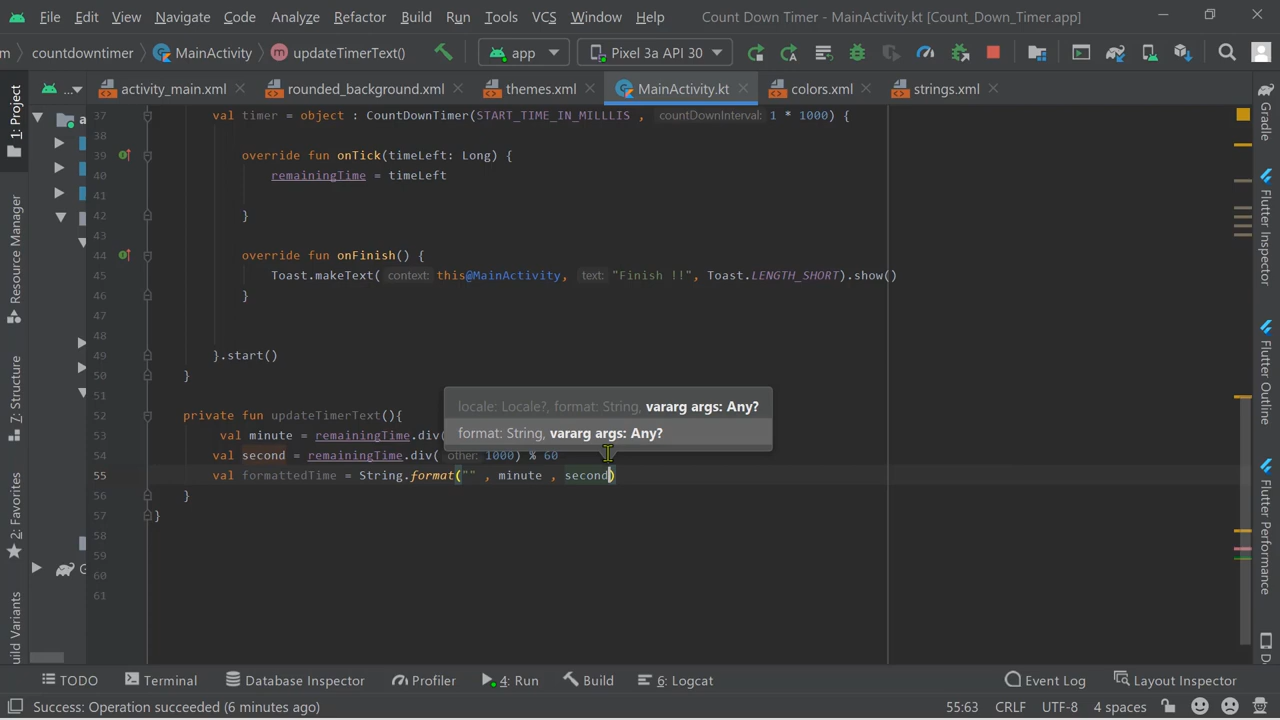 File Edit View Navigate Code Analyze Refactor Build Run Tools VCS Window Help Count Down Timer - MainActivity.kt [Count_Down_Timer.app]
m countdowntimer MainActivity updateTimerText() app Pixel 3a API 30
activity_main.xml rounded_background.xml themes.xml MainActivity.kt colors.xml strings.xml
1: Project
Resource Manager
7: Structure
2: Favorites
Build Variants
37 val timer = object : CountDownTimer(START_TIME_IN_MILLLIS , countDownInterval: 1 * 1000) {
38
39 override fun onTick(timeLeft: Long) {
40 remainingTime = timeLeft
41
42 }
43
44 override fun onFinish() {
45 Toast.makeText( context: this@MainActivity, text: "Finish !!", Toast.LENGTH_SHORT).show()
46 }
47
48
49 }.start()
50 }
51
locale: Locale?, format: String, vararg args: Any?
format: String, vararg args: Any?
52 private fun updateTimerText(){
53 val minute = remainingTime.div(
54 val second = remainingTime.div( other: 1000) % 60
55 val formattedTime = String.format("" , minute , second)
56 }
57 }
58
59
60
61
Gradle
Flutter Inspector
Flutter Outline
Flutter Performance
TODO Terminal Database Inspector Profiler 4: Run Build 6: Logcat Event Log Layout Inspector
Success: Operation succeeded (6 minutes ago) 55:63 CRLF UTF-8 4 spaces